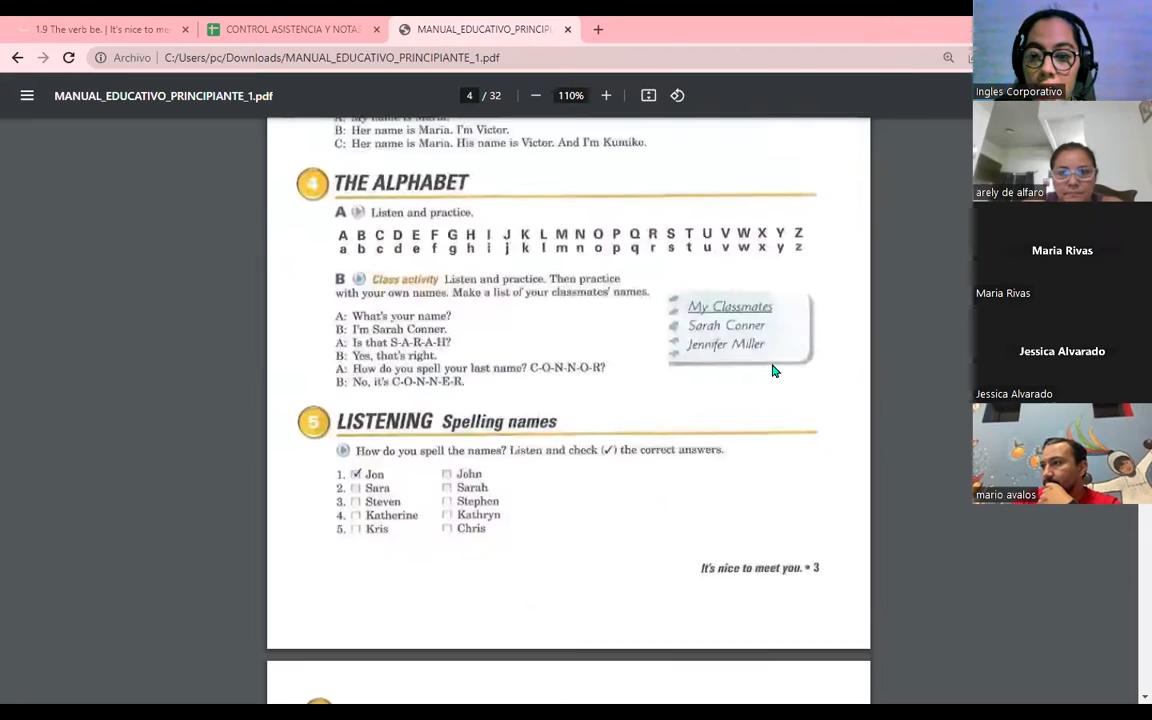 1.9 The verb be. | It's nice to me
CONTROL ASISTENCIA Y NOTAS
MANUAL_EDUCATIVO_PRINCIPI
Archivo
C:/Users/pc/Downloads/MANUAL_EDUCATIVO_PRINCIPIANTE_1.pdf
MANUAL_EDUCATIVO_PRINCIPIANTE_1.pdf
4 / 32
110%
A: My name is Maria.
B: Her name is Maria. I'm Victor.
C: Her name is Maria. His name is Victor. And I'm Kumiko.
4 THE ALPHABET
A Listen and practice.
A B C D E F G H I J K L M N O P Q R S T U V W X Y Z
a b c d e f g h i j k l m n o p q r s t u v w x y z
B Class activity Listen and practice. Then practice
with your own names. Make a list of your classmates' names.
A: What's your name?
B: I'm Sarah Conner.
A: Is that S-A-R-A-H?
B: Yes, that's right.
A: How do you spell your last name? C-O-N-N-O-R?
B: No, it's C-O-N-N-E-R.
My Classmates
Sarah Conner
Jennifer Miller
5 LISTENING Spelling names
How do you spell the names? Listen and check (✓) the correct answers.
1. Jon John
2. Sara Sarah
3. Steven Stephen
4. Katherine Kathryn
5. Kris Chris
It's nice to meet you. • 3
Ingles Corporativo
arely de alfaro
Maria Rivas
Maria Rivas
Jessica Alvarado
Jessica Alvarado
mario avalos